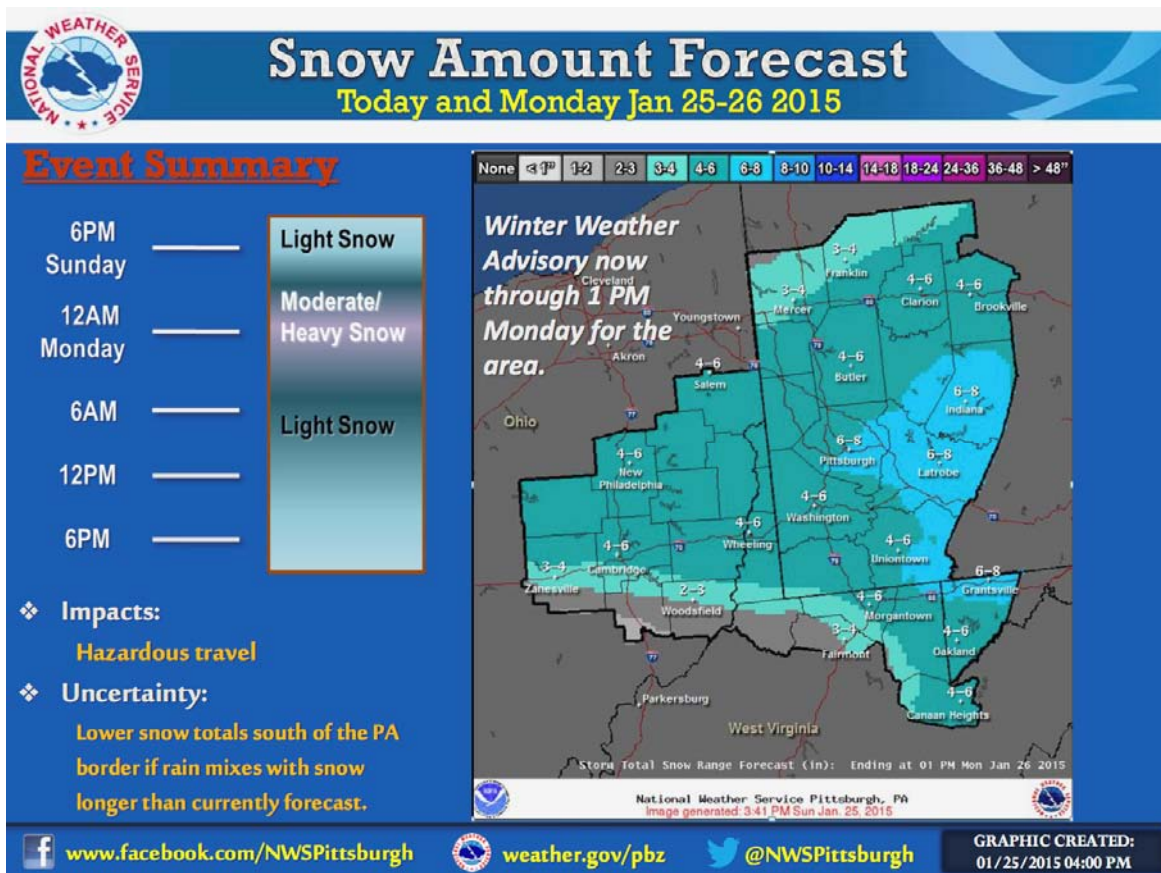 NATIONAL WEATHER SERVICE
Snow Amount Forecast
Today and Monday Jan 25-26 2015
Event Summary
6PM
Sunday
12AM
Monday
6AM
12PM
6PM
Light Snow
Moderate/
Heavy Snow
Light Snow
❖ Impacts:
Hazardous travel
❖ Uncertainty:
Lower snow totals south of the PA
border if rain mixes with snow
longer than currently forecast.
None < 1" 1-2 2-3 3-4 4-6 6-8 8-10 10-14 14-18 18-24 24-36 36-48 > 48"
Winter Weather
Advisory now
through 1 PM
Monday for the
area.
Cleveland
Youngstown
Akron
Ohio
3-4
Franklin
3-4
Mercer
4-6
Clarion
4-6
Brookville
4-6
Butler
4-6
Salem
6-8
Indiana
6-8
Pittsburgh
6-8
Latrobe
4-6
New
Philadelphia
4-6
Washington
4-6
Wheeling
4-6
Uniontown
4-6
Cambridge
3-4
Zanesville
2-3
Woodsfield
6-8
Grantsville
4-6
Morgantown
3-4
Fairmont
4-6
Oakland
4-6
Canaan Heights
Parkersburg
West Virginia
80
76
79
77
70
70
68
77
Storm Total Snow Range Forecast (in): Ending at 01 PM Mon Jan 26 2015
National Weather Service Pittsburgh, PA
Image generated: 3:41 PM Sun Jan. 25, 2015
f www.facebook.com/NWSPittsburgh
weather.gov/pbz
@NWSPittsburgh
GRAPHIC CREATED:
01/25/2015 04:00 PM